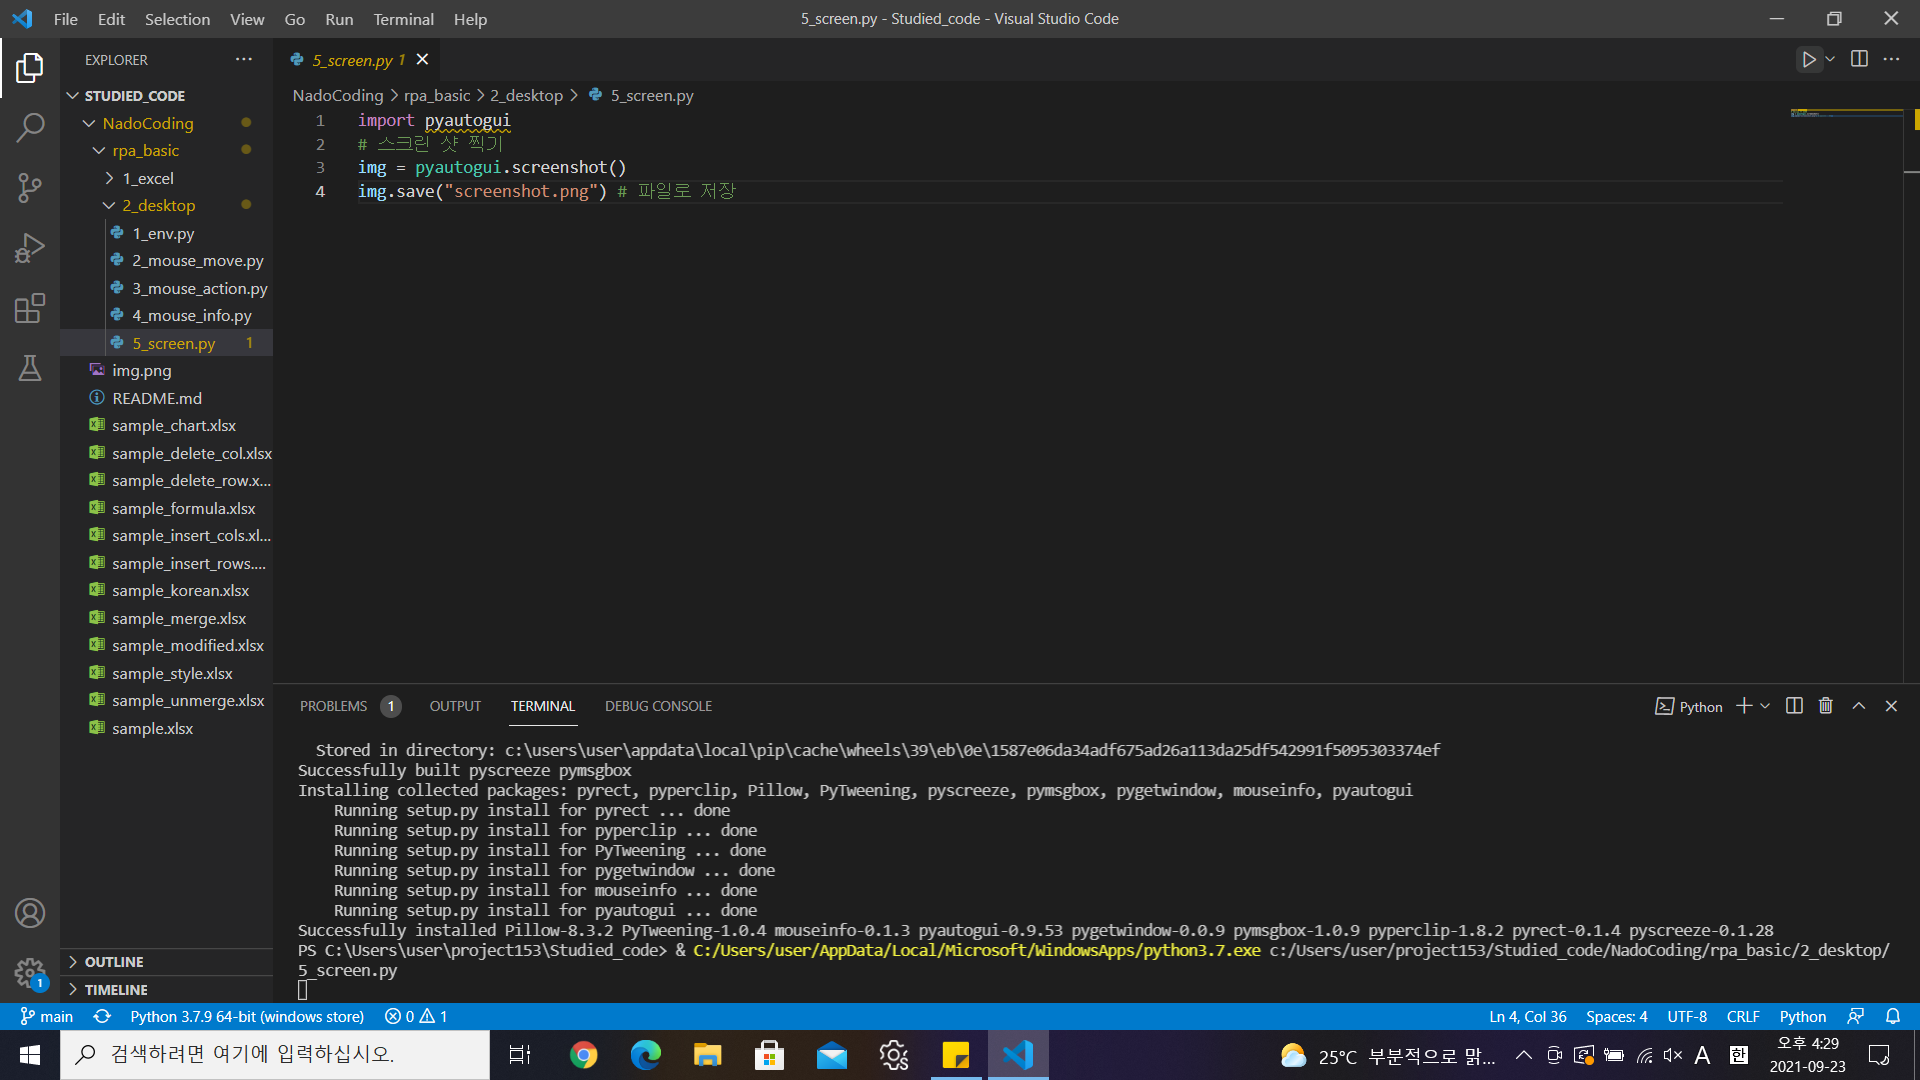 File Edit Selection View Go Run Terminal Help
5_screen.py - Studied_code - Visual Studio Code
EXPLORER
STUDIED_CODE
NadoCoding
rpa_basic
1_excel
2_desktop
1_env.py
2_mouse_move.py
3_mouse_action.py
4_mouse_info.py
5_screen.py 1
img.png
README.md
sample_chart.xlsx
sample_delete_col.xlsx
sample_delete_row.x...
sample_formula.xlsx
sample_insert_cols.xl...
sample_insert_rows....
sample_korean.xlsx
sample_merge.xlsx
sample_modified.xlsx
sample_style.xlsx
sample_unmerge.xlsx
sample.xlsx
OUTLINE
TIMELINE
5_screen.py 1
NadoCoding > rpa_basic > 2_desktop > 5_screen.py
1 import pyautogui
2 # 스크린 샷 찍기
3 img = pyautogui.screenshot()
4 img.save("screenshot.png") # 파일로 저장
PROBLEMS 1 OUTPUT TERMINAL DEBUG CONSOLE
Python
Stored in directory: c:\users\user\appdata\local\pip\cache\wheels\39\eb\0e\1587e06da34adf675ad26a113da25df542991f5095303374ef
Successfully built pyscreeze pymsgbox
Installing collected packages: pyrect, pyperclip, Pillow, PyTweening, pyscreeze, pymsgbox, pygetwindow, mouseinfo, pyautogui
Running setup.py install for pyrect ... done
Running setup.py install for pyperclip ... done
Running setup.py install for PyTweening ... done
Running setup.py install for pygetwindow ... done
Running setup.py install for mouseinfo ... done
Running setup.py install for pyautogui ... done
Successfully installed Pillow-8.3.2 PyTweening-1.0.4 mouseinfo-0.1.3 pyautogui-0.9.53 pygetwindow-0.0.9 pymsgbox-1.0.9 pyperclip-1.8.2 pyrect-0.1.4 pyscreeze-0.1.28
PS C:\Users\user\project153\Studied_code> & C:/Users/user/AppData/Local/Microsoft/WindowsApps/python3.7.exe c:/Users/user/project153/Studied_code/NadoCoding/rpa_basic/2_desktop/
5_screen.py
1
main Python 3.7.9 64-bit (windows store) 0 1
Ln 4, Col 36 Spaces: 4 UTF-8 CRLF Python
검색하려면 여기에 입력하십시오.
25°C 부분적으로 맑... A 한
오후 4:29
2021-09-23